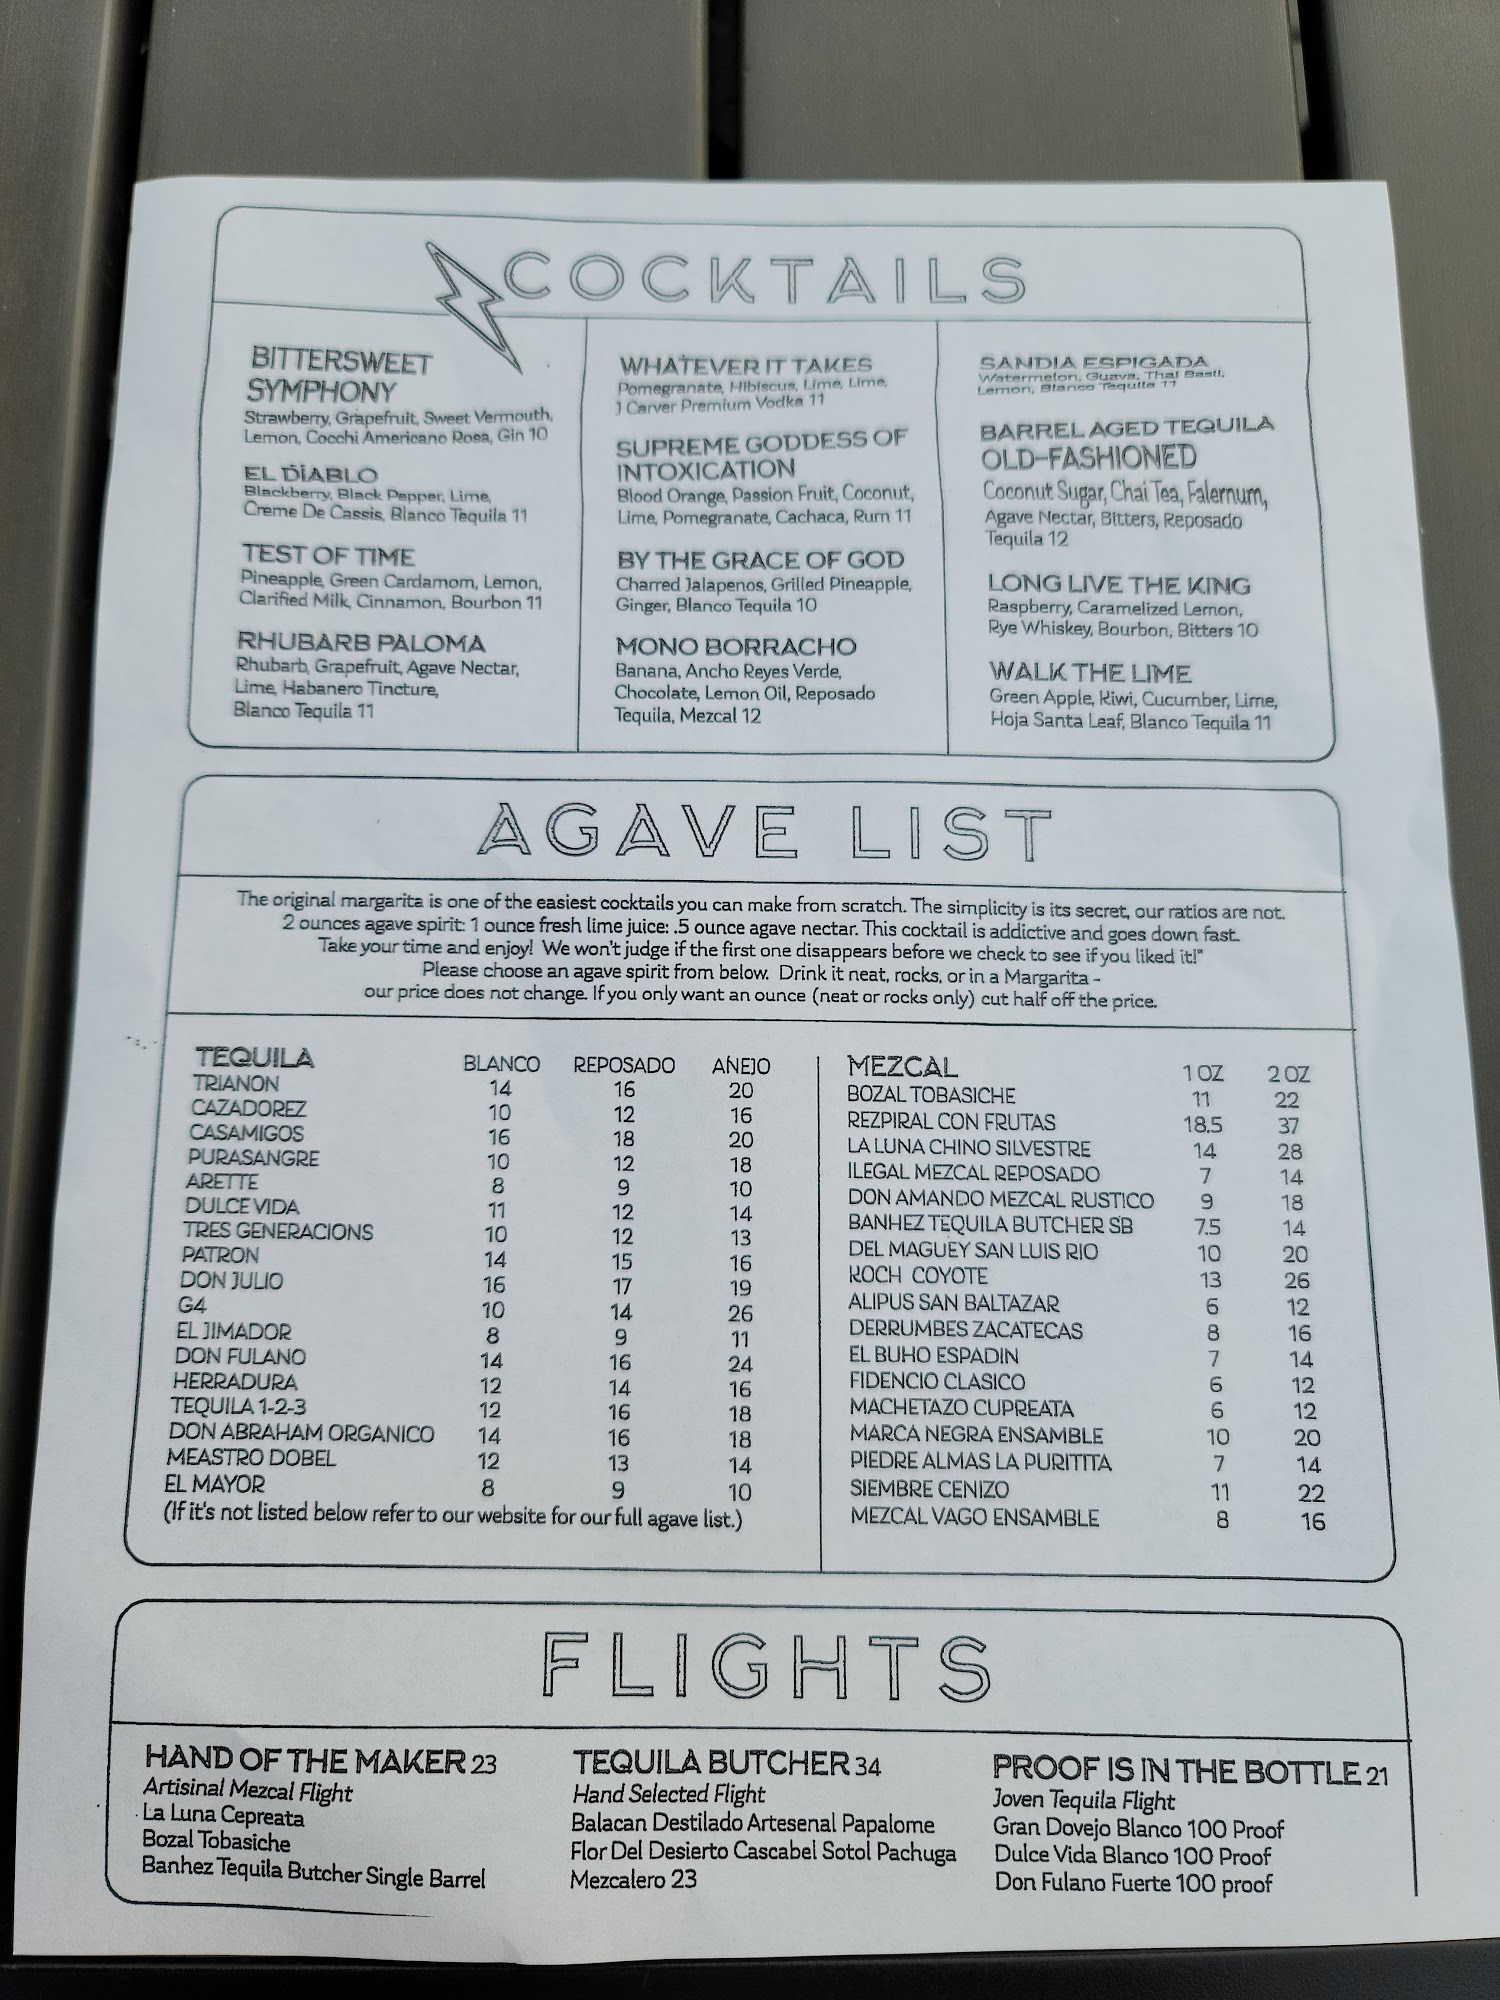 COCKTAILS
BITTERSWEET
SYMPHONY
Strawberry, Grapefruit, Sweet Vermouth,
Lemon, Cocchi Americano Rosa, Gin 10
EL DIABLO
Blackberry, Black Pepper, Lime,
Creme De Cassis, Blanco Tequila 11
TEST OF TIME
Pineapple, Green Cardamom, Lemon,
Clarified Milk, Cinnamon, Bourbon 11
RHUBARB PALOMA
Rhubarb, Grapefruit, Agave Nectar,
Lime, Habanero Tincture,
Blanco Tequila 11
WHATEVER IT TAKES
Pomegranate, Hibiscus, Lime, Lime,
J Carver Premium Vodka 11
SUPREME GODDESS OF
INTOXICATION
Blood Orange, Passion Fruit, Coconut,
Lime, Pomegranate, Cachaca, Rum 11
BY THE GRACE OF GOD
Charred Jalapenos, Grilled Pineapple,
Ginger, Blanco Tequila 10
MONO BORRACHO
Banana, Ancho Reyes Verde,
Chocolate, Lemon Oil, Reposado
Tequila, Mezcal 12
SANDIA ESPIGADA
Watermelon, Guava, Thai Basil,
Lemon, Blanco Tequila 11
BARREL AGED TEQUILA
OLD-FASHIONED
Coconut Sugar, Chai Tea, Falernum,
Agave Nectar, Bitters, Reposado
Tequila 12
LONG LIVE THE KING
Raspberry, Caramelized Lemon,
Rye Whiskey, Bourbon, Bitters 10
WALK THE LIME
Green Apple, Kiwi, Cucumber, Lime,
Hoja Santa Leaf, Blanco Tequila 11
AGAVE LIST
The original margarita is one of the easiest cocktails you can make from scratch. The simplicity is its secret, our ratios are not.
2 ounces agave spirit: 1 ounce fresh lime juice: .5 ounce agave nectar. This cocktail is addictive and goes down fast.
Take your time and enjoy! We won't judge if the first one disappears before we check to see if you liked it!"
Please choose an agave spirit from below. Drink it neat, rocks, or in a Margarita -
our price does not change. If you only want an ounce (neat or rocks only) cut half off the price.
TEQUILA BLANCO REPOSADO AÑEJO
TRIANON 14 16 20
CAZADOREZ 10 12 16
CASAMIGOS 16 18 20
PURASANGRE 10 12 18
ARETTE 8 9 10
DULCE VIDA 11 12 14
TRES GENERACIONS 10 12 13
PATRON 14 15 16
DON JULIO 16 17 19
G4 10 14 26
EL JIMADOR 8 9 11
DON FULANO 14 16 24
HERRADURA 12 14 16
TEQUILA 1-2-3 12 16 18
DON ABRAHAM ORGANICO 14 16 18
MEASTRO DOBEL 12 13 14
EL MAYOR 8 9 10
(If it's not listed below refer to our website for our full agave list.)
MEZCAL 1 OZ 2 OZ
BOZAL TOBASICHE 11 22
REZPIRAL CON FRUTAS 18.5 37
LA LUNA CHINO SILVESTRE 14 28
ILEGAL MEZCAL REPOSADO 7 14
DON AMANDO MEZCAL RUSTICO 9 18
BANHEZ TEQUILA BUTCHER SB 7.5 14
DEL MAGUEY SAN LUIS RIO 10 20
KOCH COYOTE 13 26
ALIPUS SAN BALTAZAR 6 12
DERRUMBES ZACATECAS 8 16
EL BUHO ESPADIN 7 14
FIDENCIO CLASICO 6 12
MACHETAZO CUPREATA 6 12
MARCA NEGRA ENSAMBLE 10 20
PIEDRE ALMAS LA PURITITA 7 14
SIEMBRE CENIZO 11 22
MEZCAL VAGO ENSAMBLE 8 16
FLIGHTS
HAND OF THE MAKER 23
Artisinal Mezcal Flight
La Luna Cepreata
Bozal Tobasiche
Banhez Tequila Butcher Single Barrel
TEQUILA BUTCHER 34
Hand Selected Flight
Balacan Destilado Artesenal Papalome
Flor Del Desierto Cascabel Sotol Pachuga
Mezcalero 23
PROOF IS IN THE BOTTLE 21
Joven Tequila Flight
Gran Dovejo Blanco 100 Proof
Dulce Vida Blanco 100 Proof
Don Fulano Fuerte 100 proof